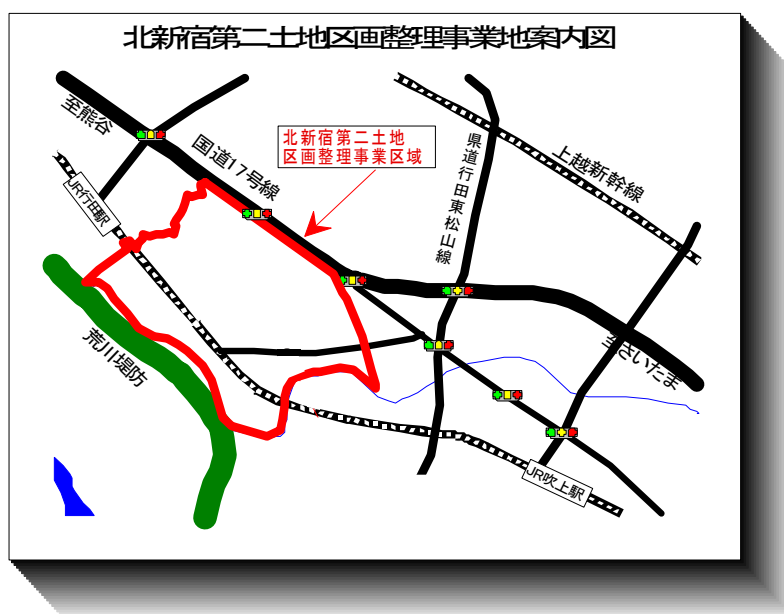 北新宿第二土地区画整理事業地案内図
至熊谷
国道17号線
北新宿第二土地
区画整理事業区域
県道行田東松山線
上越新幹線
JR行田駅
荒川堤防
至さいたま
JR吹上駅